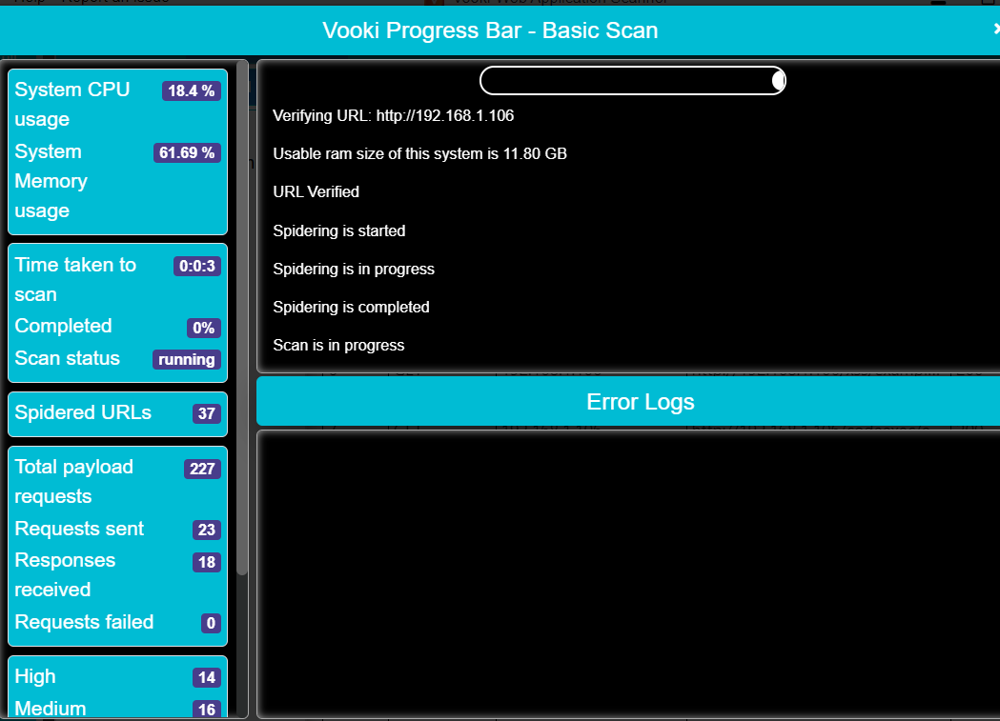 Vooki Progress Bar - Basic Scan
System CPU
usage
18.4 %
System
Memory
usage
61.69 %
Time taken to
scan
0:0:3
Completed
0%
Scan status
running
Spidered URLs
37
Total payload
requests
227
Requests sent
23
Responses
received
18
Requests failed
0
High
14
Medium
16
Verifying URL: http://192.168.1.106
Usable ram size of this system is 11.80 GB
URL Verified
Spidering is started
Spidering is in progress
Spidering is completed
Scan is in progress
Error Logs